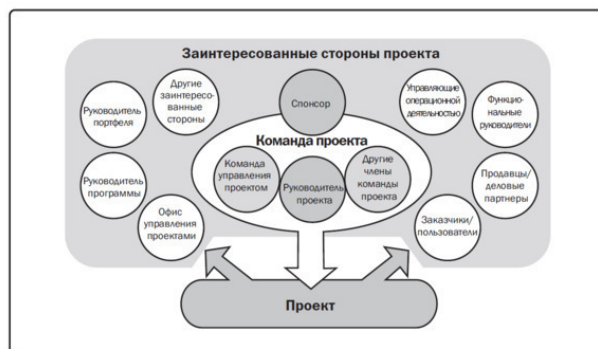 Заинтересованные стороны проекта
Другие
заинтересо-
ванные
стороны
Руководитель
портфеля
Спонсор
Управляющие
операционной
деятельностью
Функцио-
нальные
руководители
Команда проекта
Команда
управления
проектом
Руководитель
проекта
Другие
члены
команды
проекта
Руководитель
программы
Продавцы/
деловые
партнеры
Офис
управления
проектами
Заказчики/
пользователи
Проект